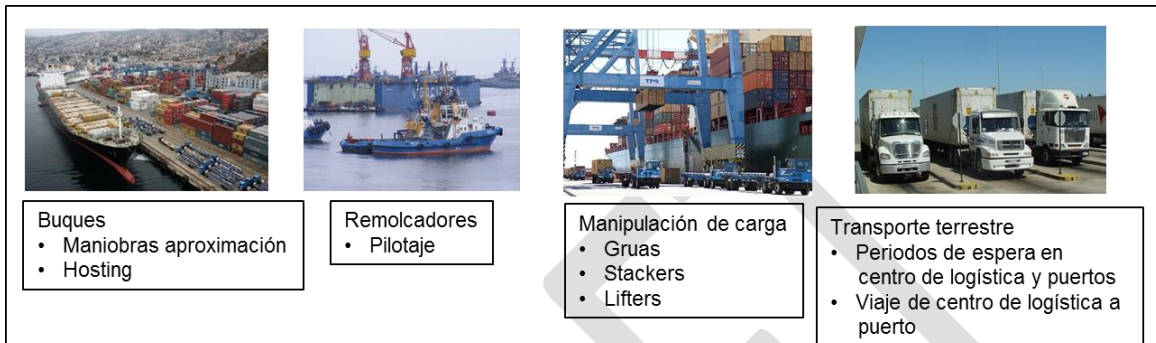 TPS
Buques
• Maniobras aproximación
• Hosting
Remolcadores
• Pilotaje
Manipulación de carga
• Gruas
• Stackers
• Lifters
Transporte terrestre
• Periodos de espera en
centro de logística y puertos
• Viaje de centro de logística a
puerto